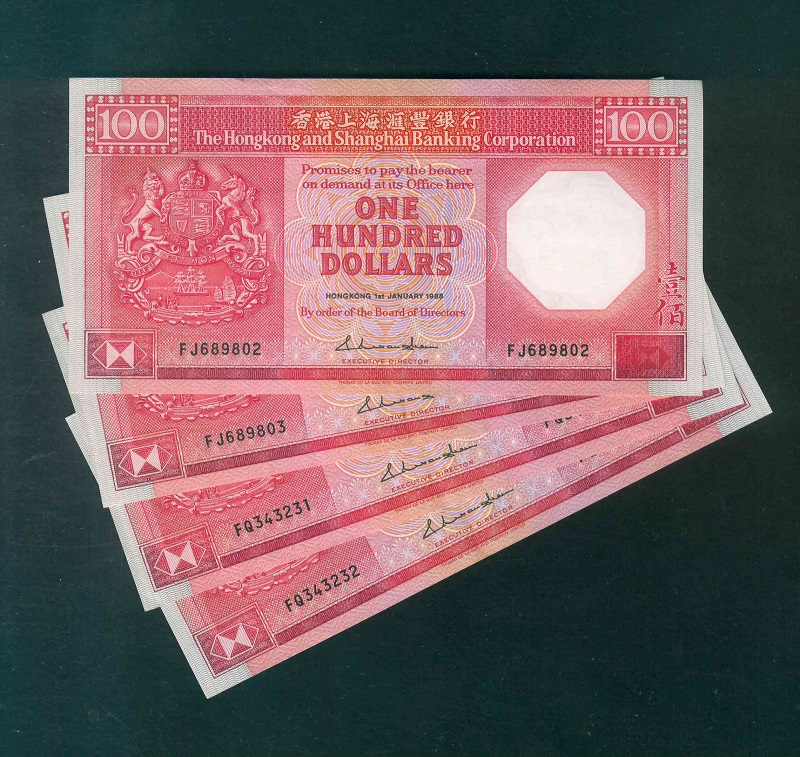 100
香港上海滙豐銀行
100
The Hongkong and Shanghai Banking Corporation
Promises to pay the bearer
on demand at its Office here
ONE
HUNDRED
DOLLARS
HONGKONG 1st JANUARY 1988
By order of the Board of Directors
壹佰
FJ689802
FJ689802
EXECUTIVE DIRECTOR
FJ689803
EXECUTIVE DIRECTOR
FQ343231
EXECUTIVE DIRECTOR
FQ343232
EXECUTIVE DIRECTOR